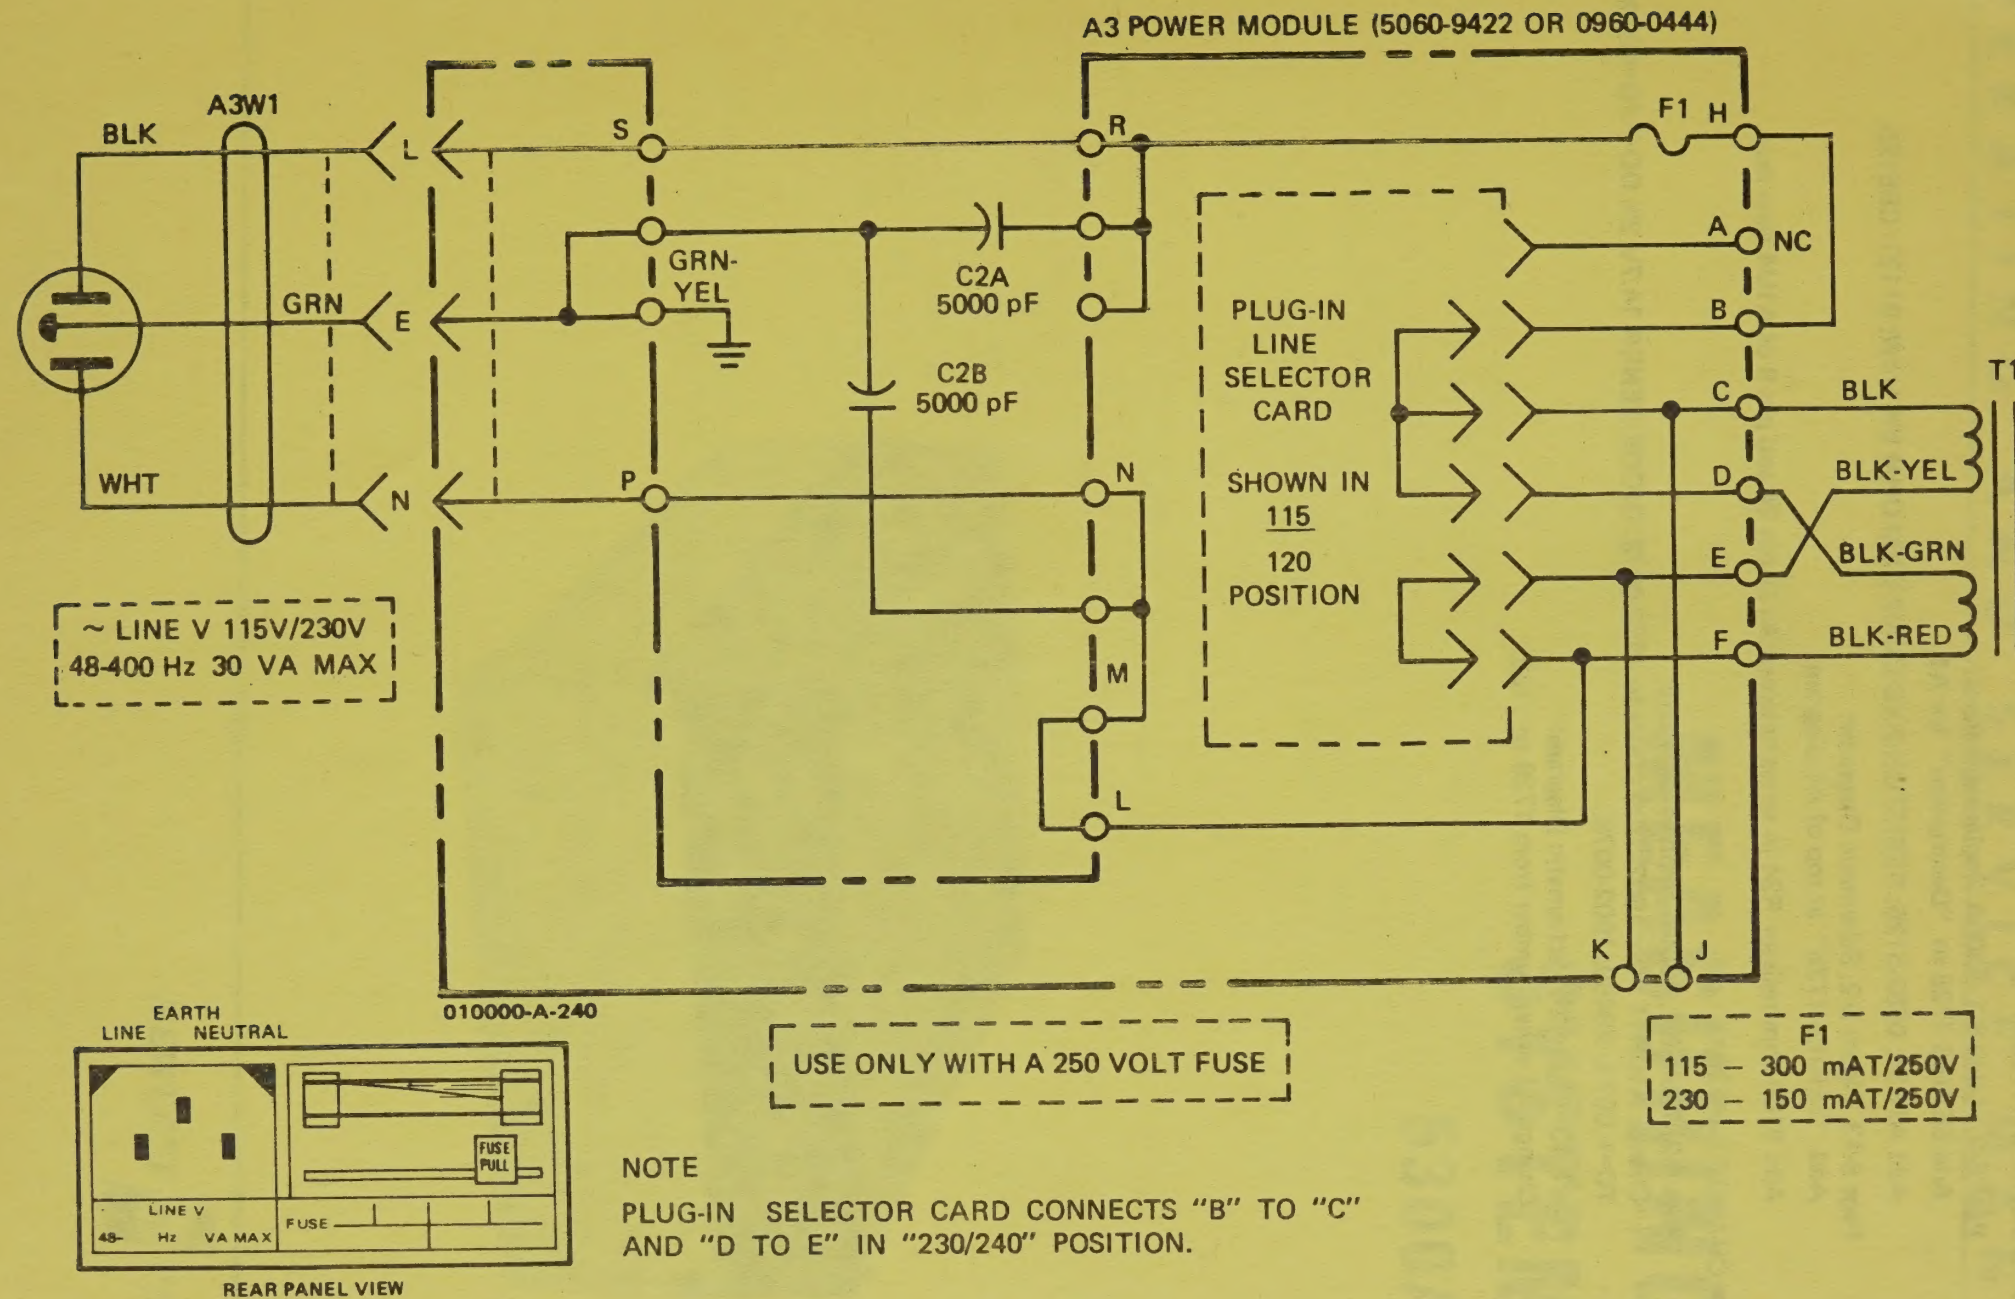 A3 POWER MODULE (5060-9422 OR 0960-0444)
A3W1
BLK
L
S
R
F1
H
A
NC
GRN-
YEL
C2A
5000 pF
GRN
E
PLUG-IN
LINE
SELECTOR
CARD
B
C2B
5000 pF
T1
C
BLK
BLK-YEL
WHT
N
P
N
SHOWN IN
115
120
POSITION
D
E
BLK-GRN
F
BLK-RED
~ LINE V 115V/230V
48-400 Hz 30 VA MAX
M
L
K
J
010000-A-240
EARTH
LINE NEUTRAL
USE ONLY WITH A 250 VOLT FUSE
F1
115 – 300 mAT/250V
230 – 150 mAT/250V
FUSE
PULL
LINE V
48- Hz VA MAX
FUSE
REAR PANEL VIEW
NOTE
PLUG-IN SELECTOR CARD CONNECTS "B" TO "C"
AND "D TO E" IN "230/240" POSITION.